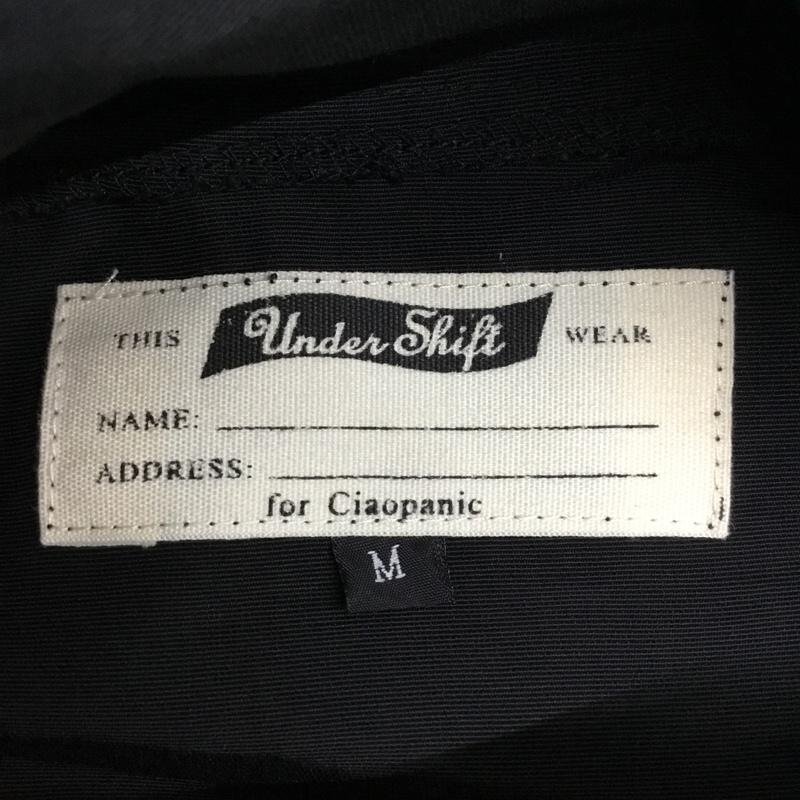 THIS Under Shift WEAR
NAME:
ADDRESS:
for Ciaopanic
M